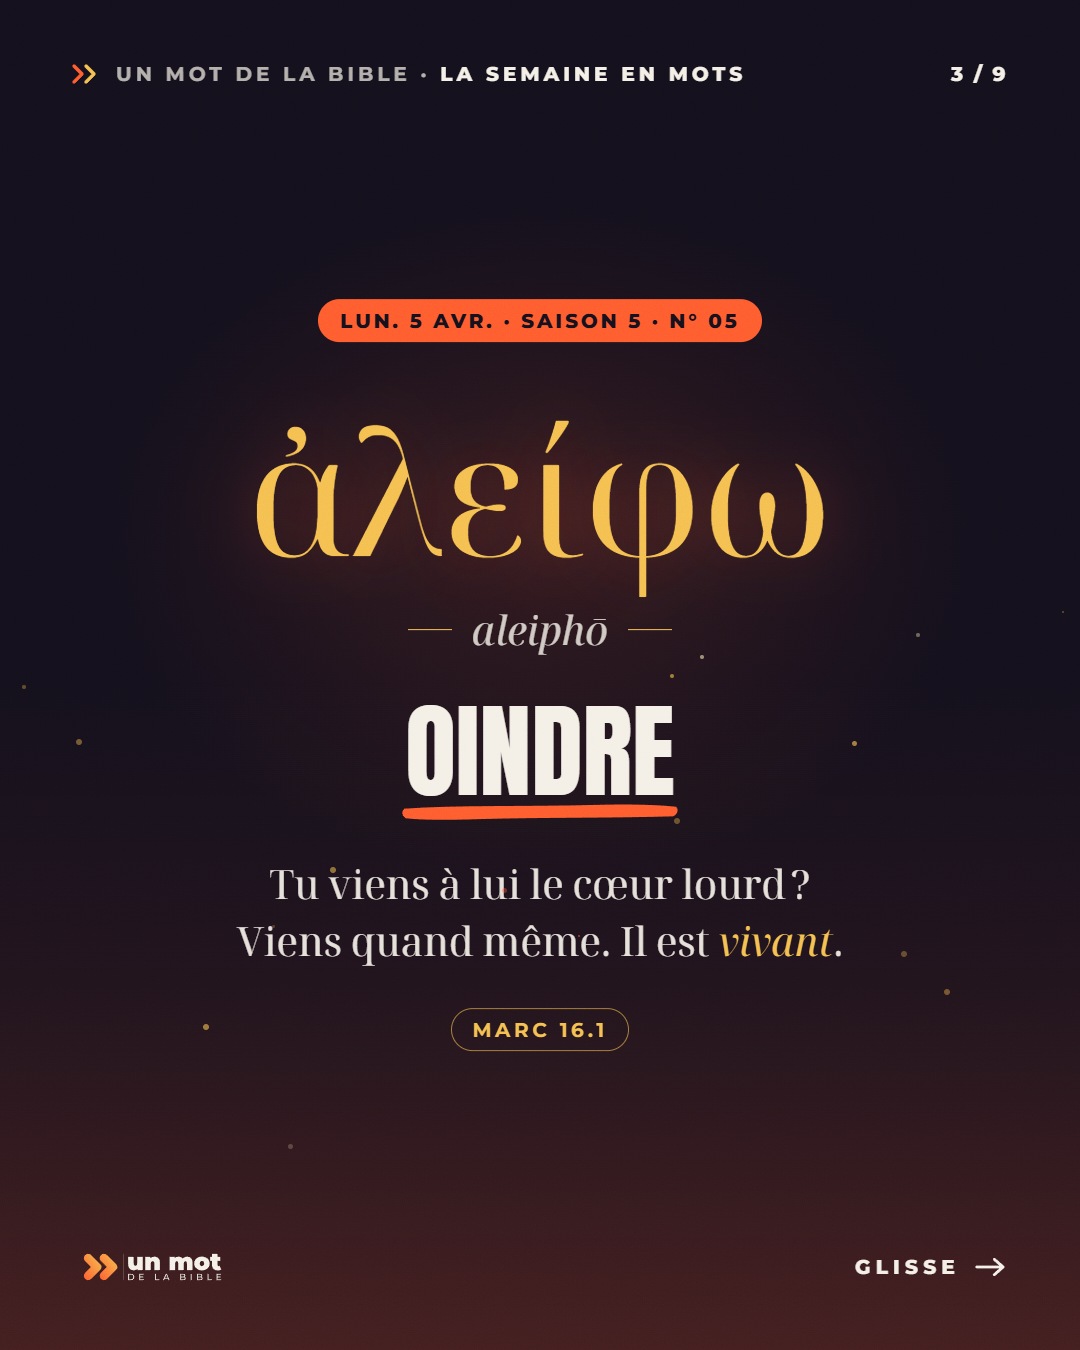 UN MOT DE LA BIBLE · LA SEMAINE EN MOTS
3 / 9
LUN. 5 AVR. · SAISON 5 · N° 05
ἀλείφω
aleiphō
OINDRE
Tu viens à lui le cœur lourd ?
Viens quand même. Il est vivant.
MARC 16.1
un mot
DE LA BIBLE
GLISSE →